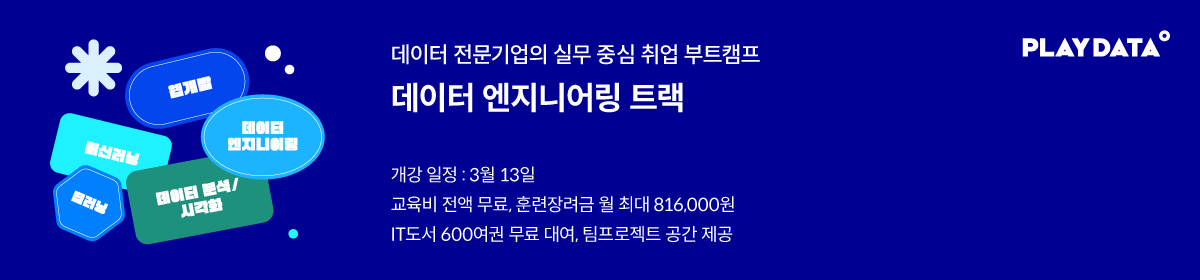 데이터 전문기업의 실무 중심 취업 부트캠프
데이터 엔지니어링 트랙
개강 일정 : 3월 13일
교육비 전액 무료, 훈련장려금 월 최대 816,000원
IT도서 600여권 무료 대여, 팀프로젝트 공간 제공
PLAYDATA
웹개발
데이터
엔지니어링
머신러닝
딥러닝
데이터 분석/
시각화